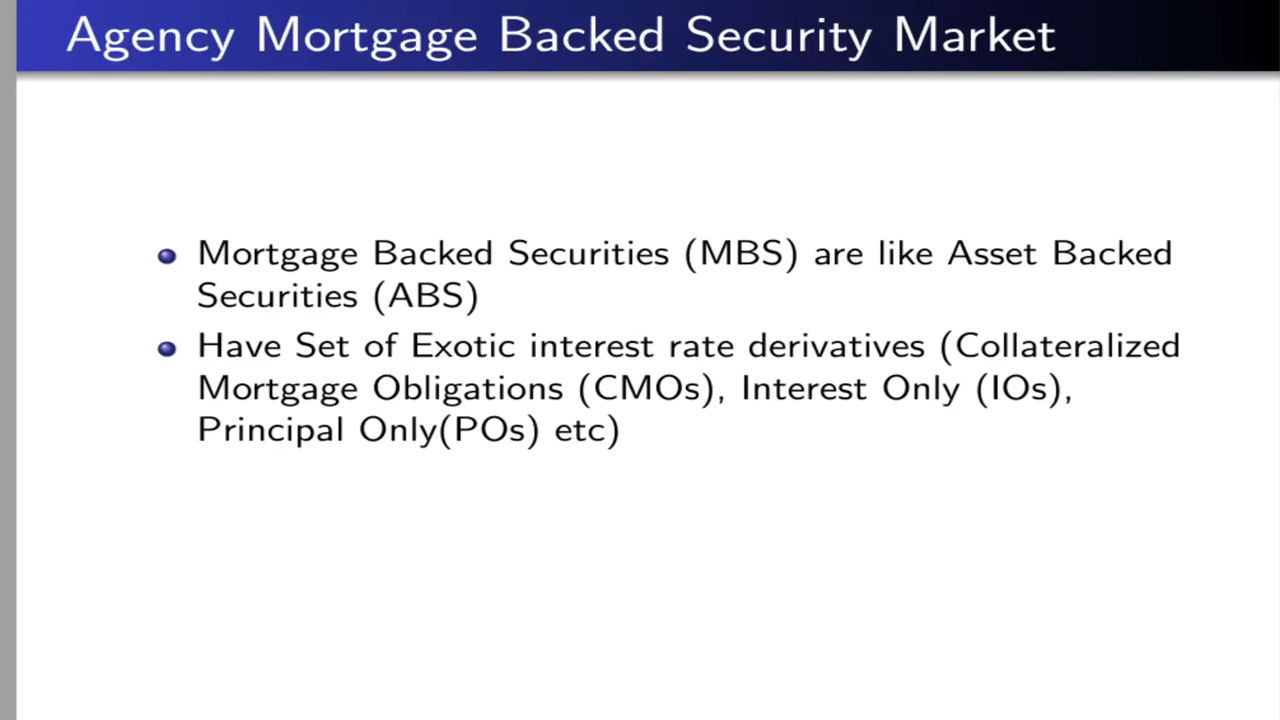 Agency Mortgage Backed Security Market
Mortgage Backed Securities (MBS) are like Asset Backed
Securities (ABS)
Have Set of Exotic interest rate derivatives (Collateralized
Mortgage Obligations (CMOs), Interest Only (IOs),
Principal Only(POs) etc)